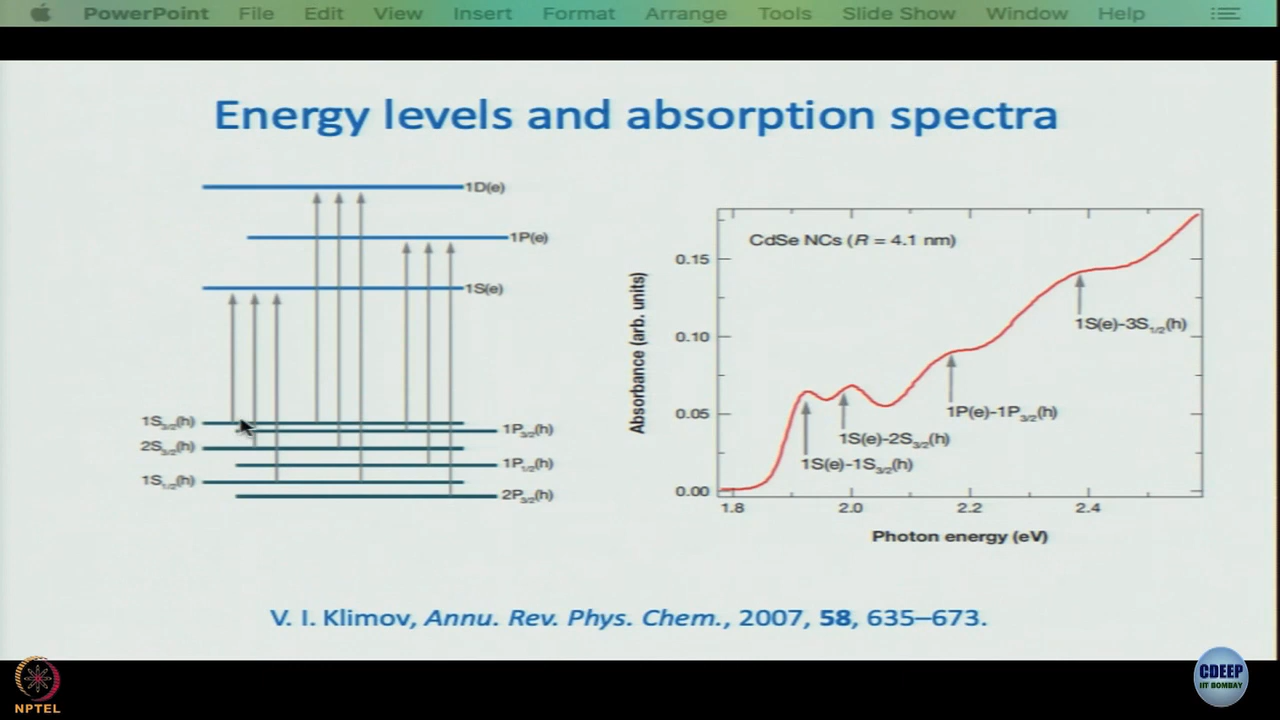 PowerPoint File Edit View Insert Format Arrange Tools Slide Show Window Help
Energy levels and absorption spectra
1D(e)
1P(e)
1S(e)
1S3/2(h)
1P3/2(h)
2S3/2(h)
1P1/2(h)
1S1/2(h)
2P3/2(h)
CdSe NCs (R = 4.1 nm)
0.15
0.10
0.05
0.00
Absorbance (arb. units)
1S(e)-3S1/2(h)
1P(e)-1P3/2(h)
1S(e)-2S3/2(h)
1S(e)-1S3/2(h)
1.8 2.0 2.2 2.4
Photon energy (eV)
V. I. Klimov, Annu. Rev. Phys. Chem., 2007, 58, 635–673.
NPTEL
CDEEP
IIT BOMBAY